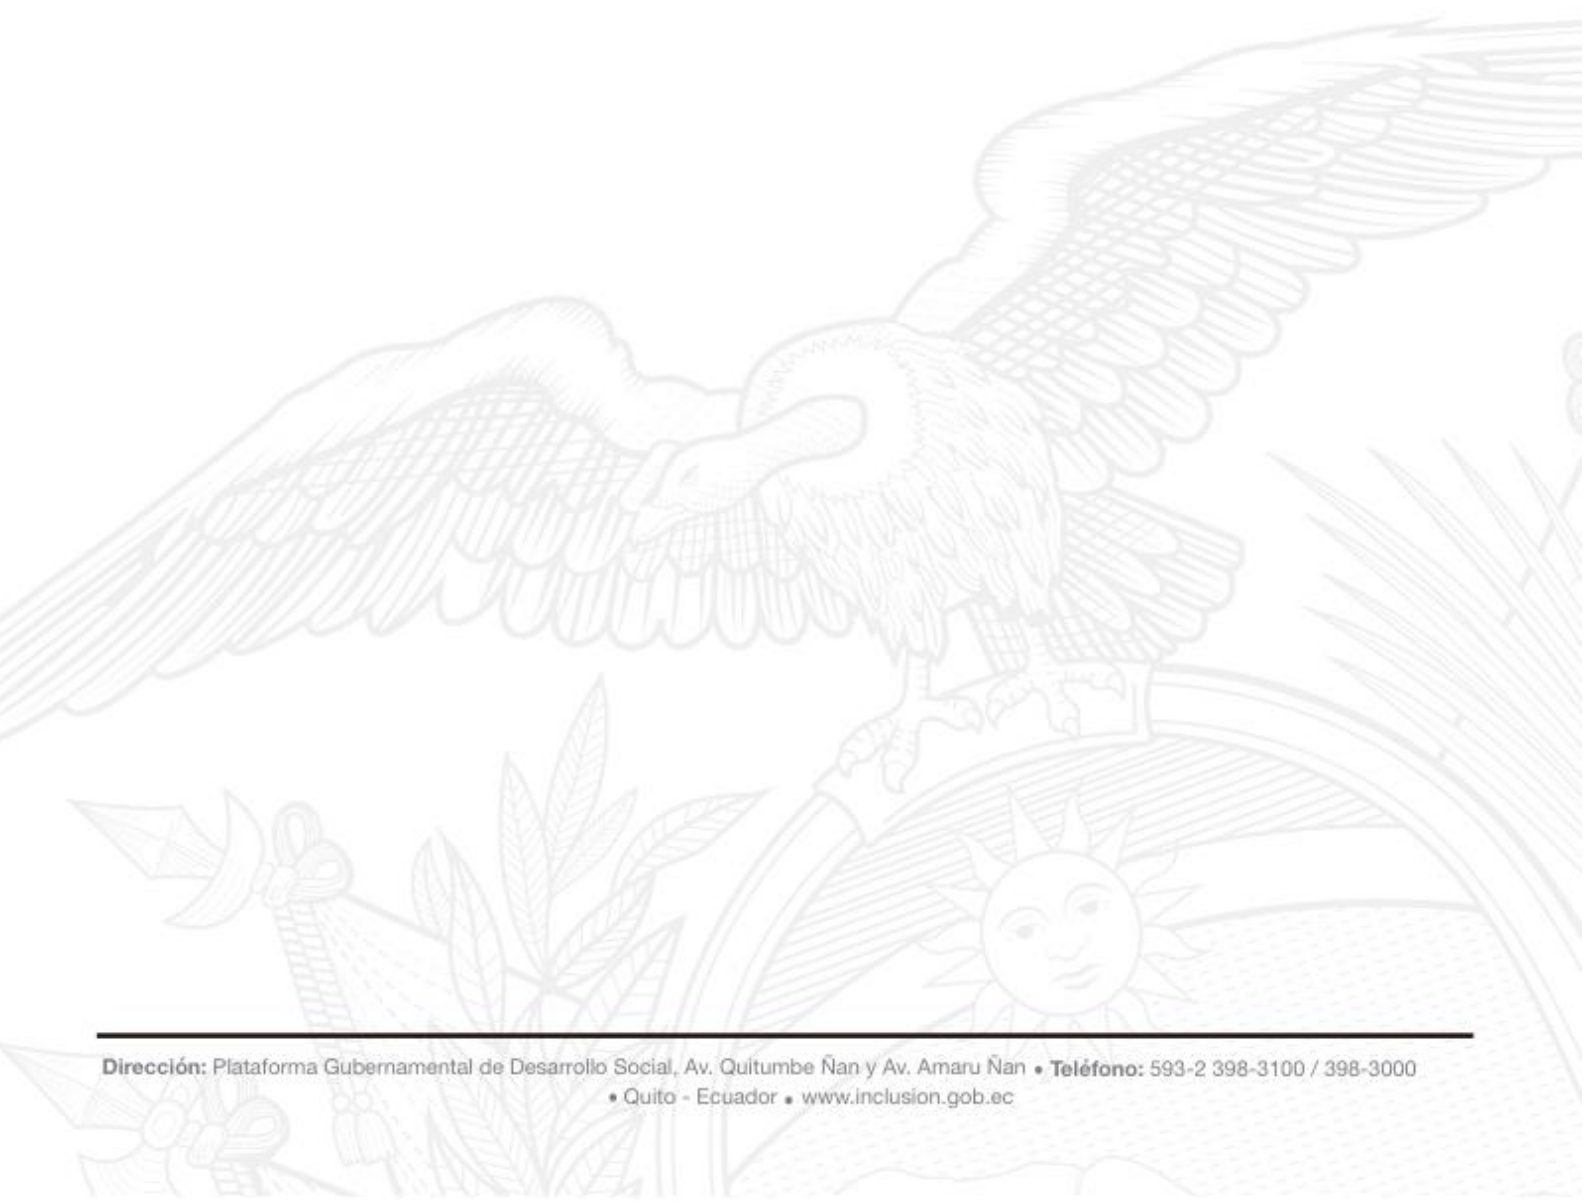 Dirección: Plataforma Gubernamental de Desarrollo Social, Av. Quitumbe Ñan y Av. Amaru Ñan • Teléfono: 593-2 398-3100 / 398-3000
• Quito - Ecuador • www.inclusion.gob.ec